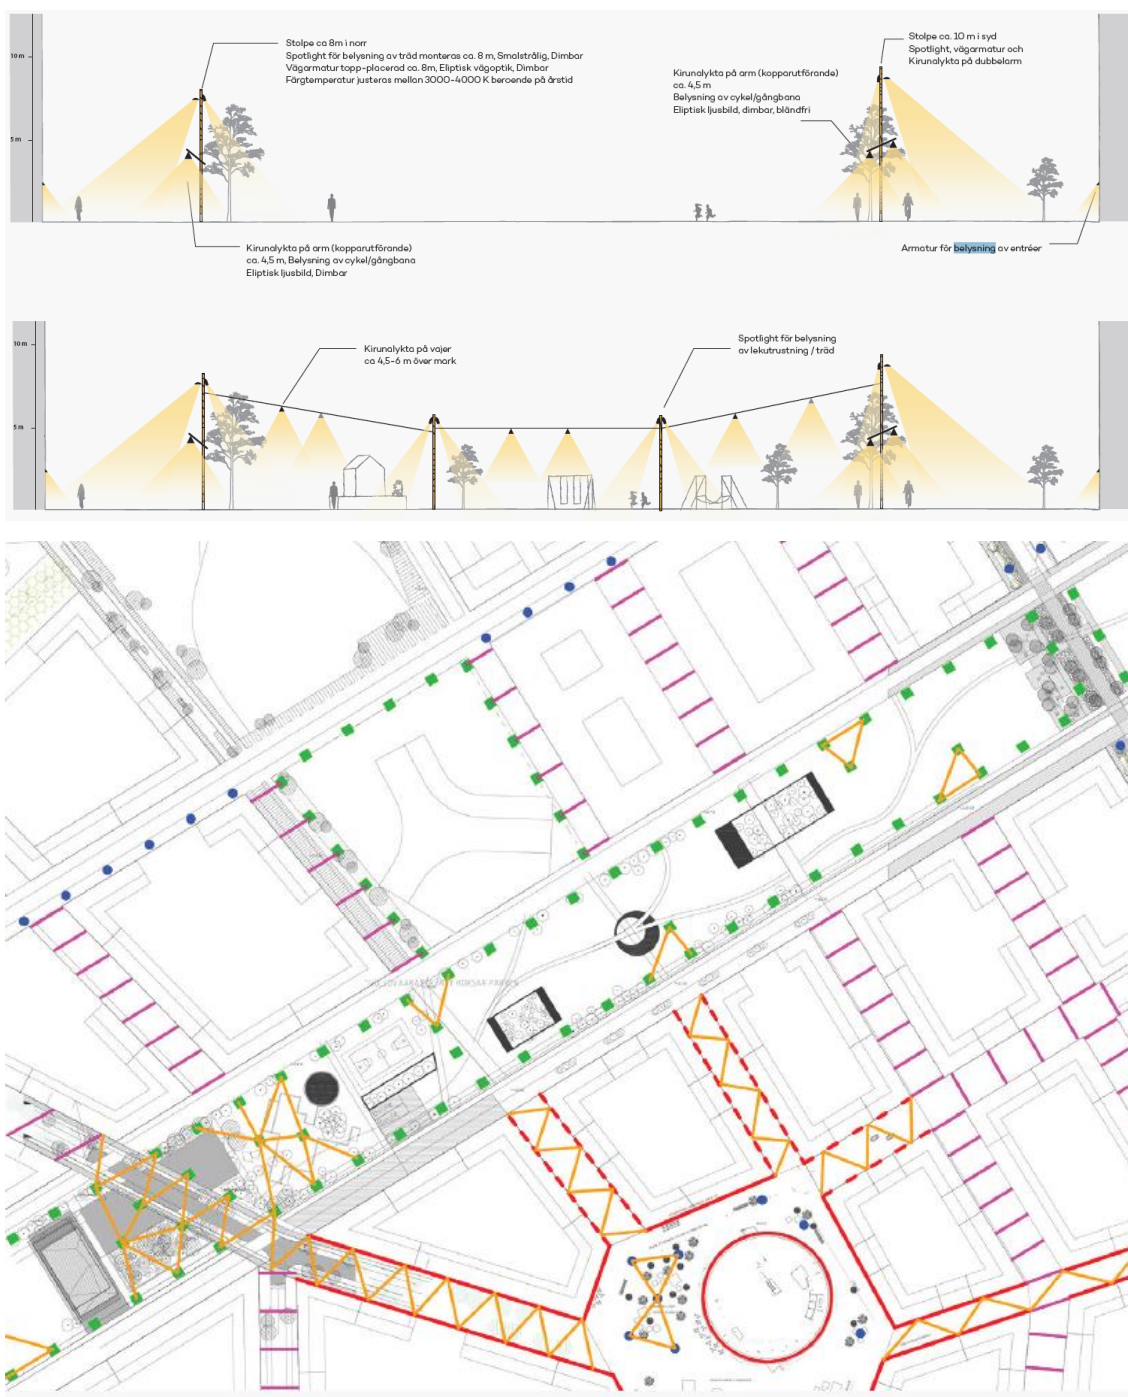 Stolpe ca 8m i norr
Spotlight för belysning av träd monteras ca. 8 m, Smalstrålig, Dimbar
Vägarmatur topp-placerad ca. 8m, Eliptisk vägoptik, Dimbar
Färgtemperatur justeras mellan 3000-4000 K beroende på årstid
Stolpe ca. 10 m i syd
Spotlight, vägarmatur och
Kirunalykta på dubbelarm
Kirunalykta på arm (kopparutförande)
ca. 4,5 m
Belysning av cykel/gångbana
Eliptisk ljusbild, dimbar, bländfri
10 m
5 m
Kirunalykta på arm (kopparutförande)
ca. 4,5 m, Belysning av cykel/gångbana
Eliptisk ljusbild, Dimbar
Armatur för belysning av entréer
Kirunalykta på vajer
ca 4,5-6 m över mark
Spotlight för belysning
av lekutrustning / träd
10 m
5 m